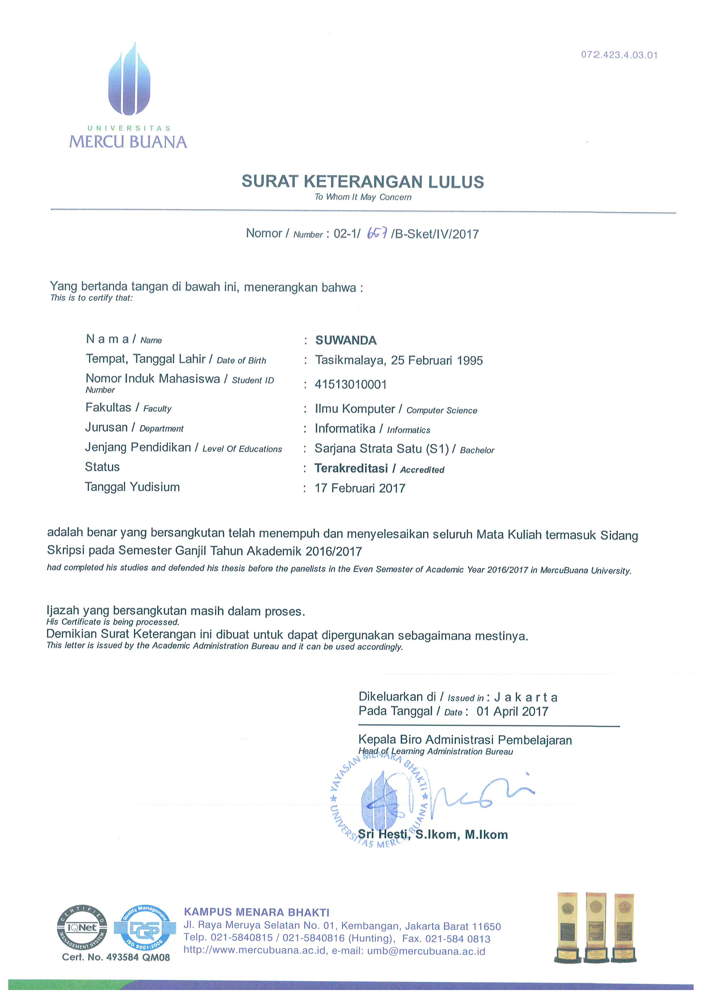 072.423.4.03.01
UNIVERSITAS
MERCU BUANA
SURAT KETERANGAN LULUS
To Whom It May Concern
Nomor / Number : 02-1/ 657 /B-Sket/IV/2017
Yang bertanda tangan di bawah ini, menerangkan bahwa :
This is to certify that:
N a m a / Name : SUWANDA
Tempat, Tanggal Lahir / Date of Birth : Tasikmalaya, 25 Februari 1995
Nomor Induk Mahasiswa / Student ID
Number : 41513010001
Fakultas / Faculty : Ilmu Komputer / Computer Science
Jurusan / Department : Informatika / Informatics
Jenjang Pendidikan / Level Of Educations : Sarjana Strata Satu (S1) / Bachelor
Status : Terakreditasi / Accredited
Tanggal Yudisium : 17 Februari 2017
adalah benar yang bersangkutan telah menempuh dan menyelesaikan seluruh Mata Kuliah termasuk Sidang
Skripsi pada Semester Ganjil Tahun Akademik 2016/2017
had completed his studies and defended his thesis before the panelists in the Even Semester of Academic Year 2016/2017 in MercuBuana University.
Ijazah yang bersangkutan masih dalam proses.
His Certificate is being processed.
Demikian Surat Keterangan ini dibuat untuk dapat dipergunakan sebagaimana mestinya.
This letter is issued by the Academic Administration Bureau and it can be used accordingly.
Dikeluarkan di / Issued in : J a k a r t a
Pada Tanggal / Date : 01 April 2017
Kepala Biro Administrasi Pembelajaran
Head of Learning Administration Bureau
★ YAYASAN MENARA BHAKTI ★
UNIVERSITAS MERCU BUANA
Sri Hesti, S.Ikom, M.Ikom
CERTIFIED
IQNet
MANAGEMENT SYSTEM
Quality Management
DQS
ISO 9001:2008
Cert. No. 493584 QM08
KAMPUS MENARA BHAKTI
Jl. Raya Meruya Selatan No. 01, Kembangan, Jakarta Barat 11650
Telp. 021-5840815 / 021-5840816 (Hunting), Fax. 021-584 0813
http://www.mercubuana.ac.id, e-mail: umb@mercubuana.ac.id